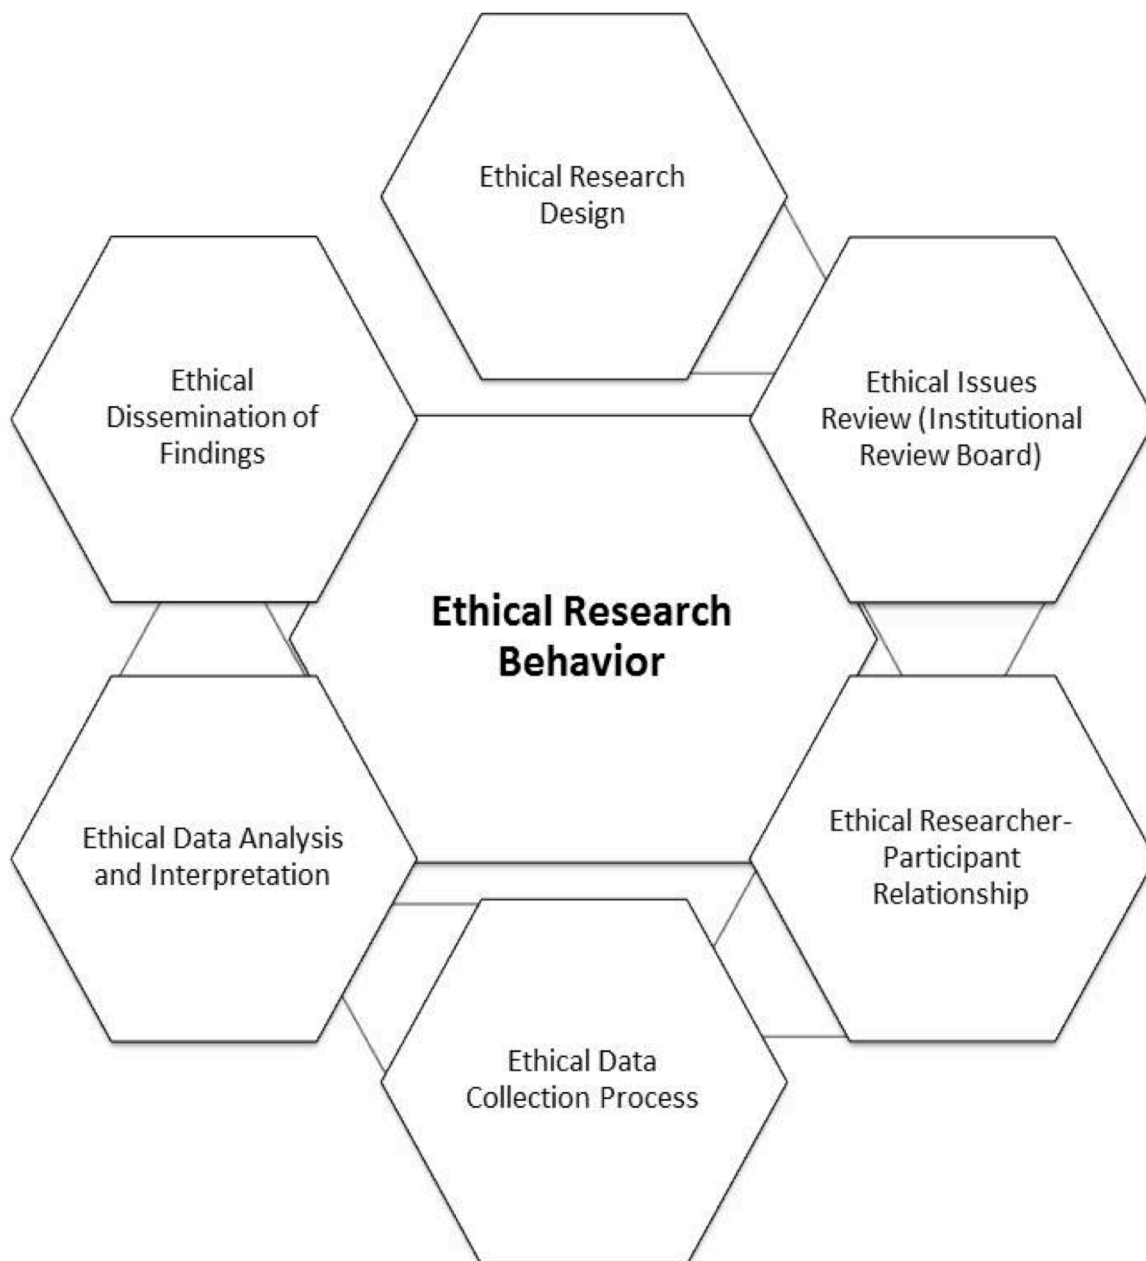 Ethical Research
Design
Ethical Issues
Review (Institutional
Review Board)
Ethical Researcher-
Participant
Relationship
Ethical Data
Collection Process
Ethical Data Analysis
and Interpretation
Ethical
Dissemination of
Findings
Ethical Research
Behavior